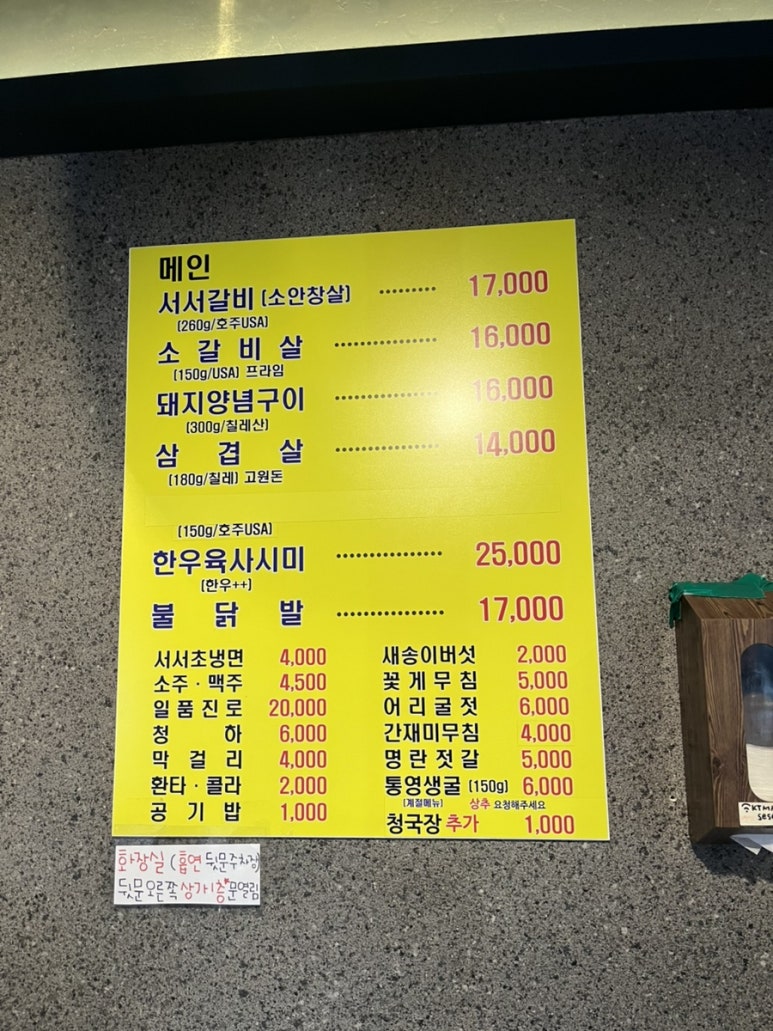 메인
서서갈비 (소안창살) ········· 17,000
(260g/호주USA)
소 갈 비 살 ················ 16,000
(150g/USA) 프라임
돼지양념구이 ················ 16,000
(300g/칠레산)
삼 겹 살 ················ 14,000
(180g/칠레) 고원돈
(150g/호주USA)
한우육사시미 ················ 25,000
(한우++)
불 닭 발 ················ 17,000
서서초냉면 4,000
소주 · 맥주 4,500
일품진로 20,000
청 하 6,000
막 걸 리 4,000
환타 · 콜라 2,000
공 기 밥 1,000
새송이버섯 2,000
꽃게무침 5,000
어리굴젓 6,000
간재미무침 4,000
명란젓갈 5,000
통영생굴 (150g) 6,000
(계절메뉴) 상추 요청해주세요
청국장 추가 1,000
화장실 (흡연 뒷문주차장)
뒷문오른쪽 상가1층 문열림